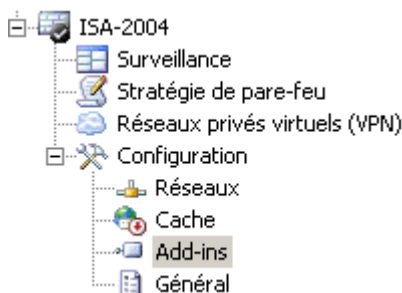 ISA-2004
Surveillance
Stratégie de pare-feu
Réseaux privés virtuels (VPN)
Configuration
Réseaux
Cache
Add-ins
Général